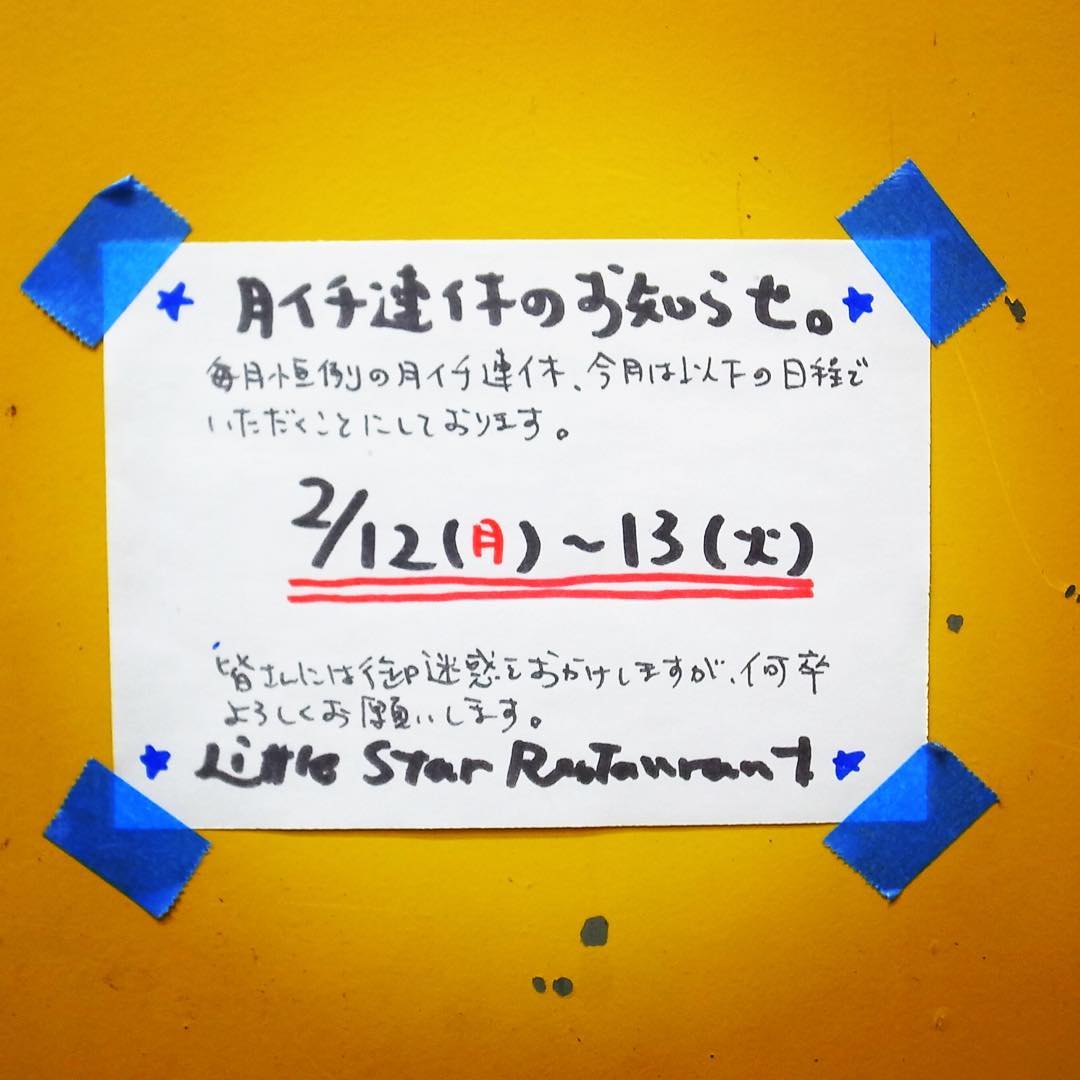 ★月イチ連休のお知らせ。★
毎月恒例の月イチ連休、今月は以下の日程で
いただくことにしております。
2/12(月)～13(火)
皆さんには御迷惑をおかけしますが、何卒
よろしくお願いします。
★Little Star Restaurant★